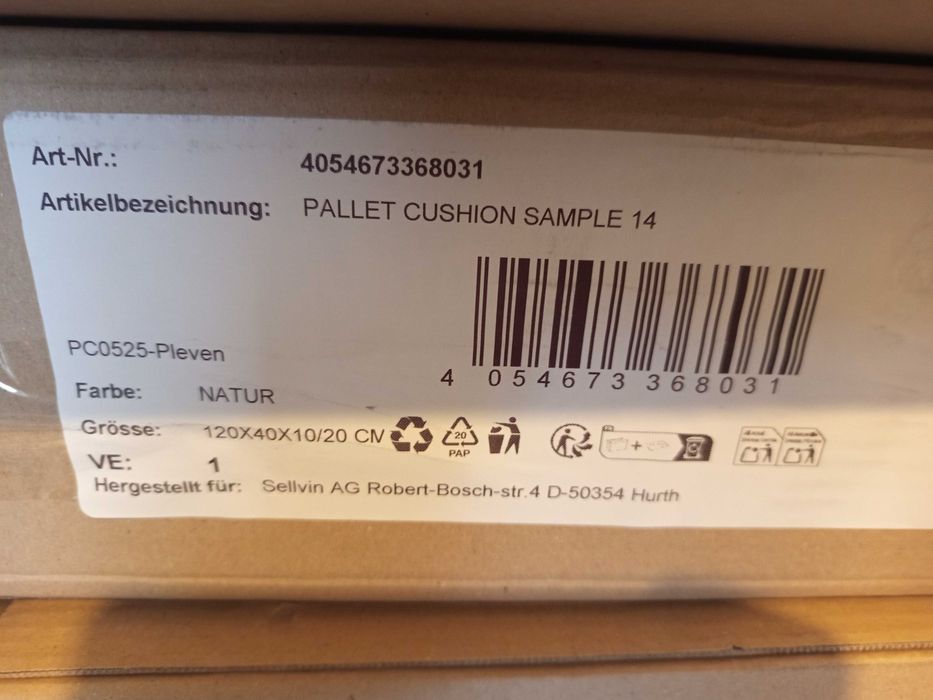 Art-Nr.: 4054673368031
Artikelbezeichnung: PALLET CUSHION SAMPLE 14
4 054673 368031
PC0525-Pleven
Farbe: NATUR
Grösse: 120X40X10/20 CM
20
PAP
VE: 1
Hergestellt für: Sellvin AG Robert-Bosch-str.4 D-50354 Hurth